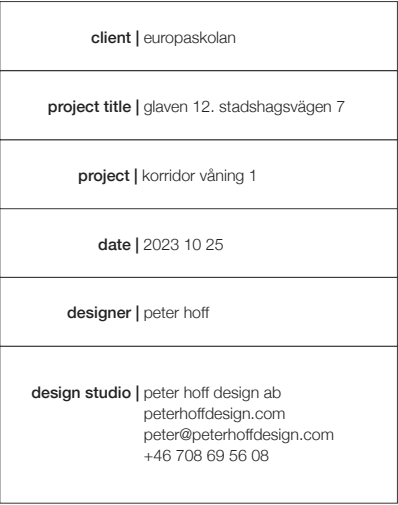 client | europaskolan
project title | glaven 12. stadshagsvägen 7
project | korridor våning 1
date | 2023 10 25
designer | peter hoff
design studio | peter hoff design ab
peterhoffdesign.com
peter@peterhoffdesign.com
+46 708 69 56 08